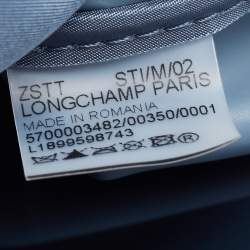 ZSTT STI/M/02
LONGCHAMP PARIS
MADE IN ROMANIA
5700003482/00350/0001
L1899598743